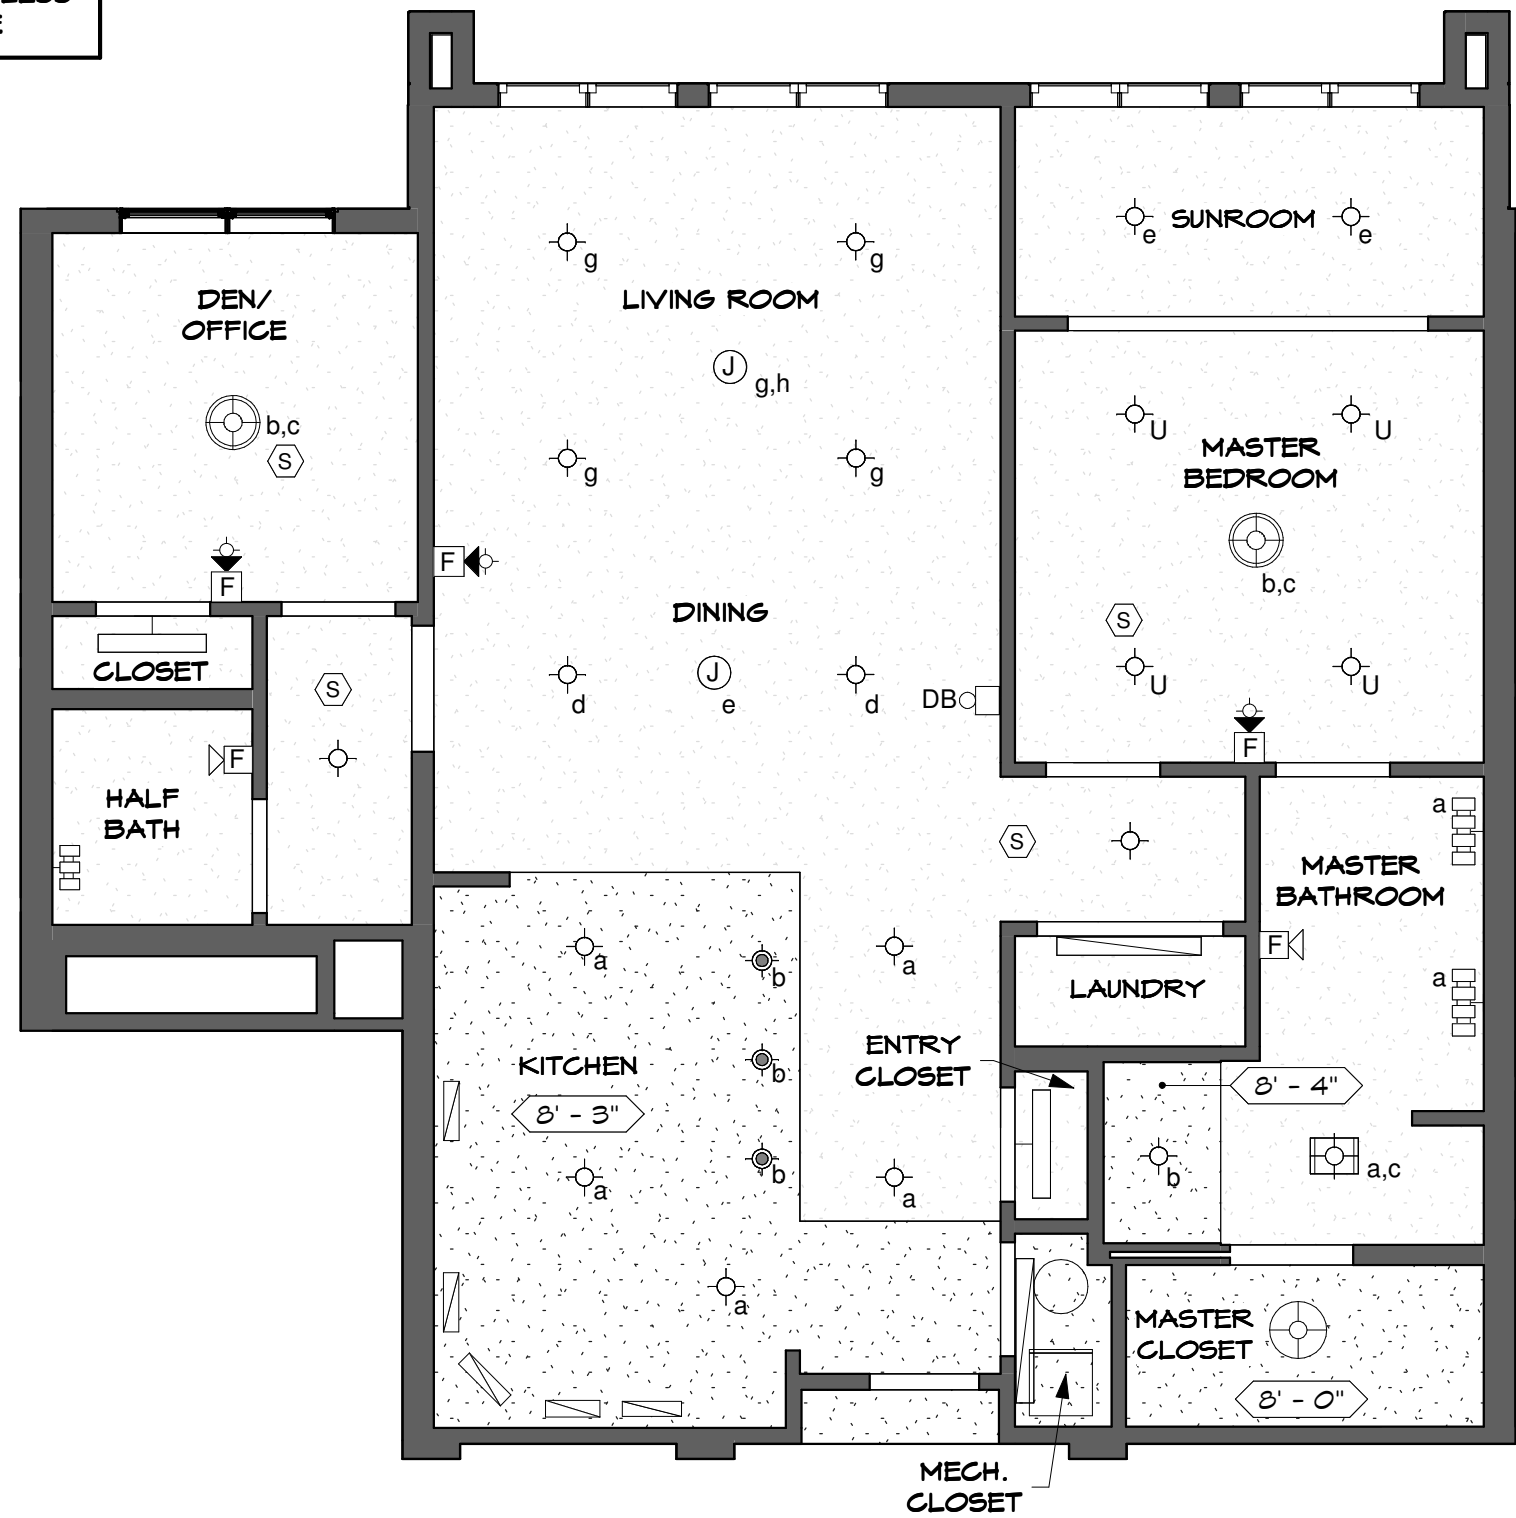 e
SUNROOM
e
g
g
DEN/
OFFICE
LIVING ROOM
J
g,h
b,c
S
U
U
MASTER
BEDROOM
g
g
b,c
F
F
DINING
S
CLOSET
S
J
e
d
d
DB
U
U
F
F
HALF
BATH
a
S
MASTER
BATHROOM
a
b
a
F
a
LAUNDRY
KITCHEN
b
ENTRY
CLOSET
8' - 3"
8' - 4"
a
b
a
b
a,c
a
MASTER
CLOSET
8' - 0"
MECH.
CLOSET